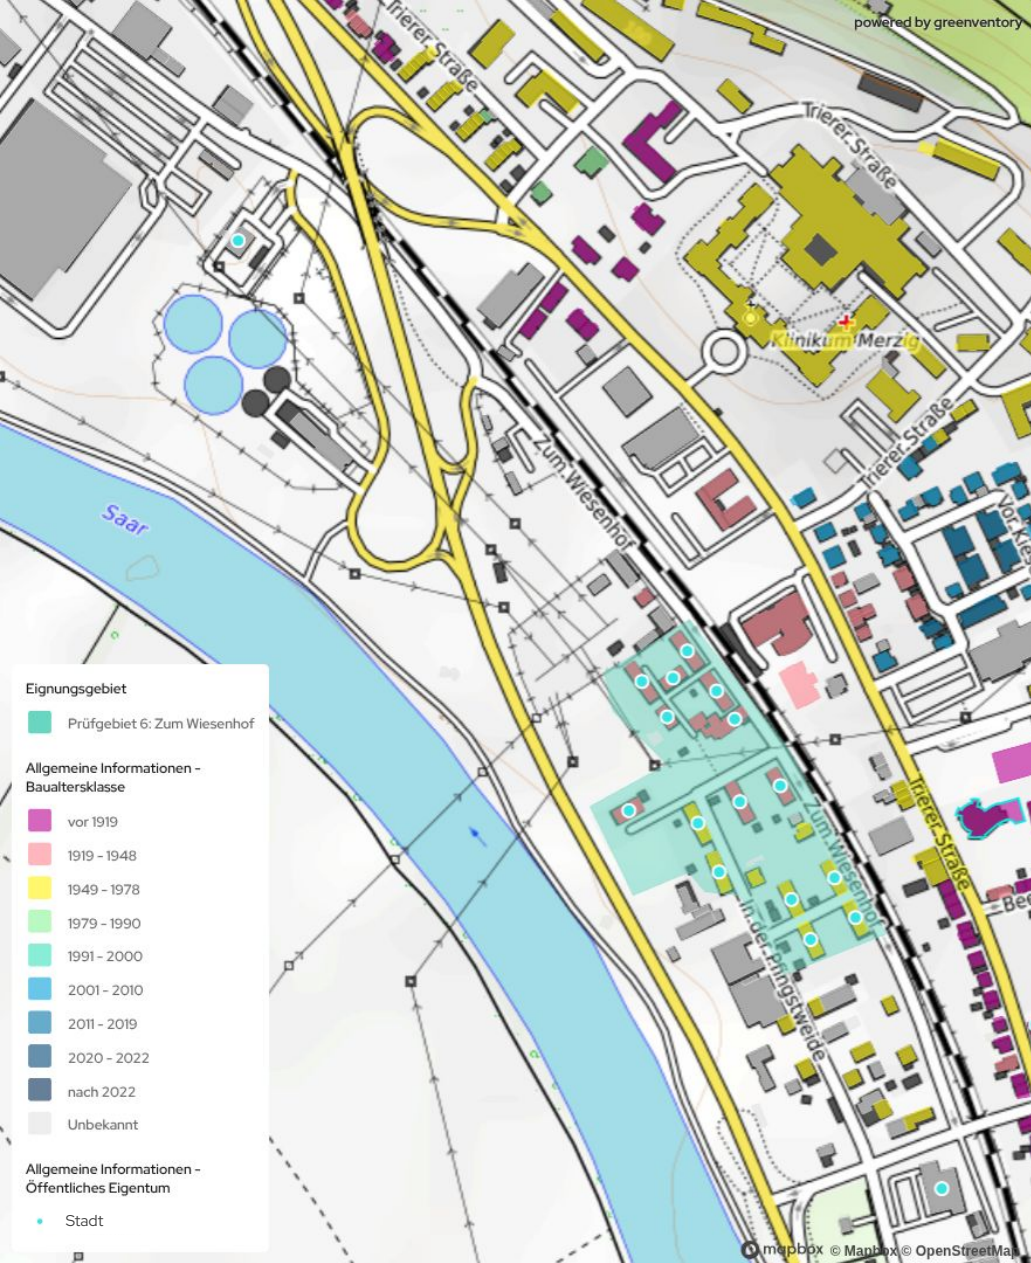 powered by greenventory
Trierer Straße
Trierer Straße
Klinikum Merzig
Trierer Straße
Zum Wiesenhof
Saar
Eignungsgebiet
Prüfgebiet 6: Zum Wiesenhof
Allgemeine Informationen -
Baualtersklasse
vor 1919
1919 - 1948
1949 - 1978
1979 - 1990
1991 - 2000
2001 - 2010
2011 - 2019
2020 - 2022
nach 2022
Unbekannt
Allgemeine Informationen -
Öffentliches Eigentum
Stadt
Zum Wiesenhof
Trierer Straße
In der Pfingstweide
mapbox © Mapbox © OpenStreetMap